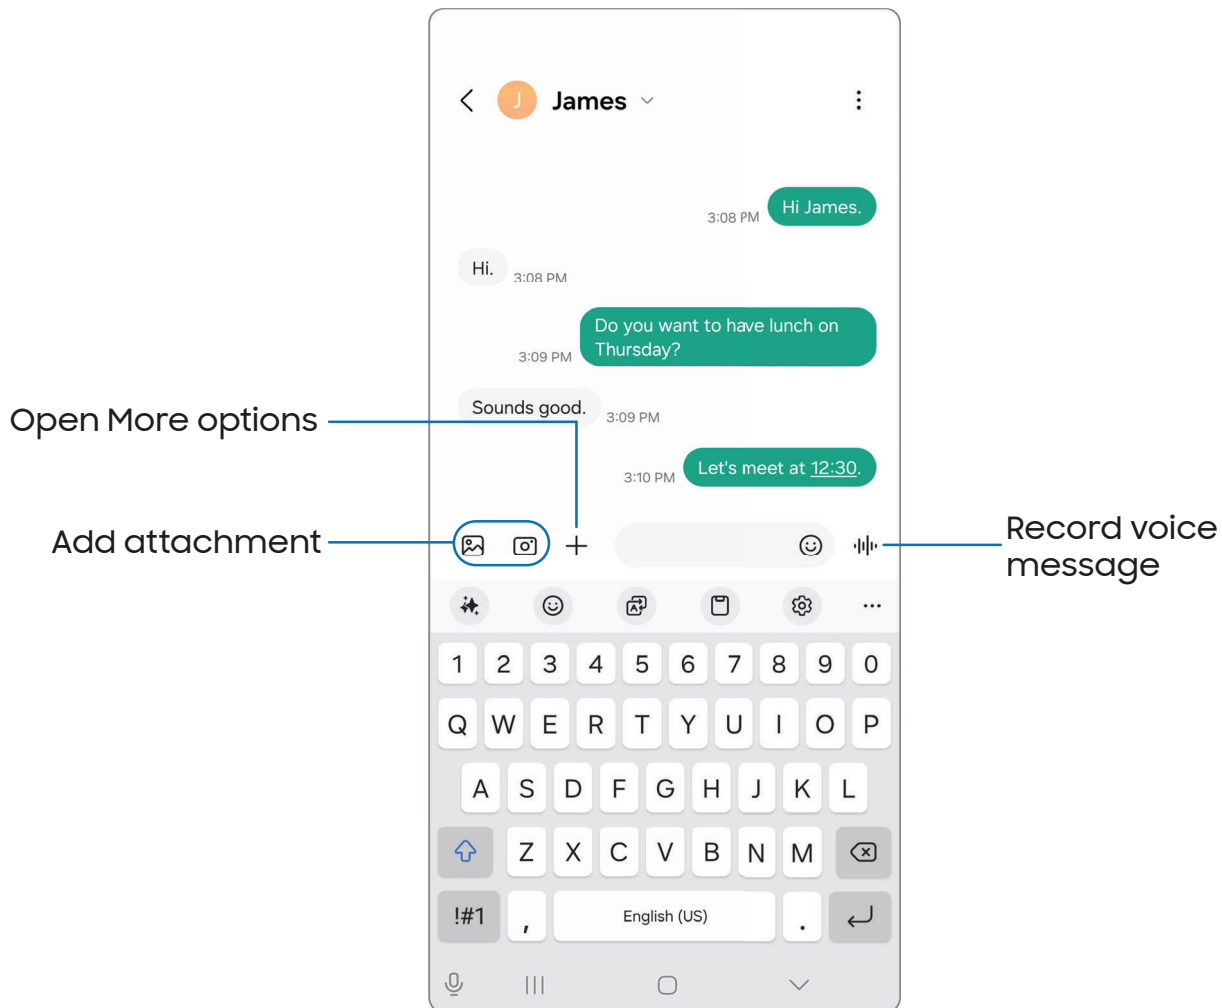 J James
Hi James.
3:08 PM
Hi.
3:08 PM
Do you want to have lunch on
Thursday?
3:09 PM
Sounds good.
3:09 PM
Open More options
Let's meet at 12:30.
3:10 PM
Add attachment
Record voice
message
1 2 3 4 5 6 7 8 9 0
Q W E R T Y U I O P
A S D F G H J K L
Z X C V B N M
!#1 , English (US) .